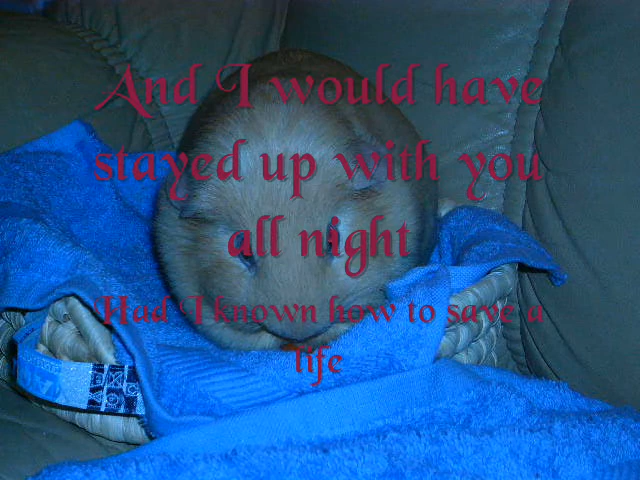 And I would have
stayed up with you
all night
Had I known how to save a
life